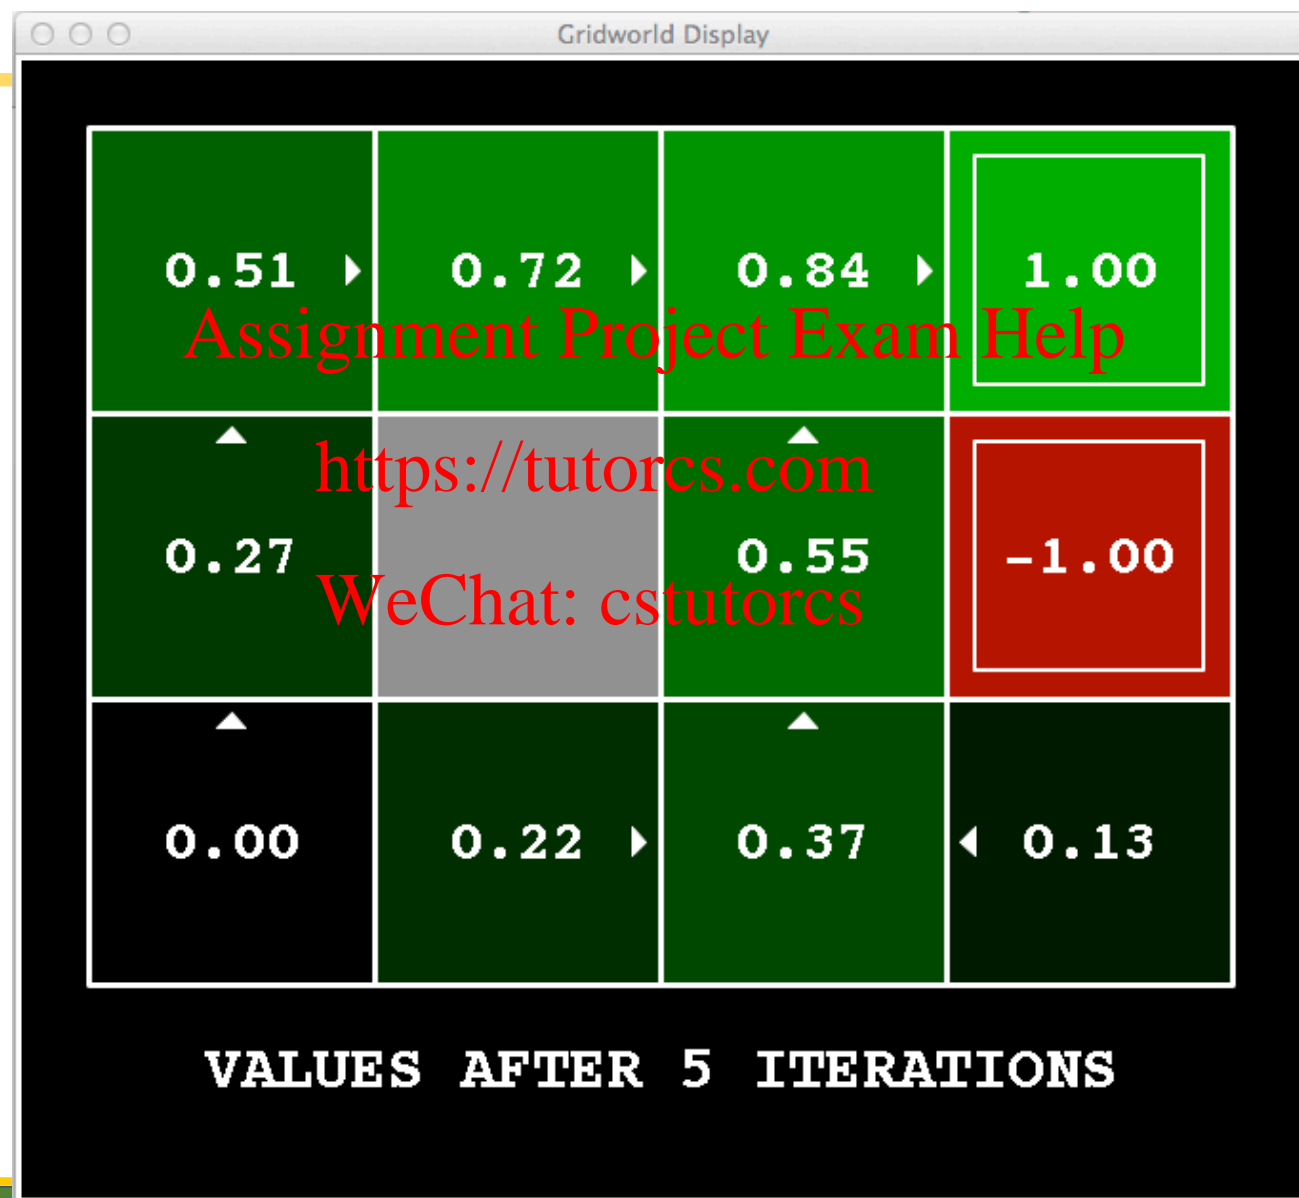 Gridworld Display
0.51 0.72 0.84 1.00
Assignment Project Exam Help
https://tutorcs.com
0.27 0.55 -1.00
WeChat: cstutorcs
0.00 0.22 0.37 0.13
VALUES AFTER 5 ITERATIONS